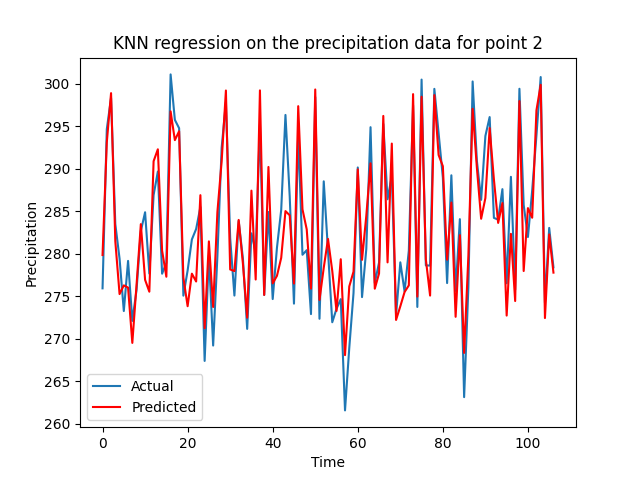 KNN regression on the precipitation data for point 2
300
295
290
285
280
275
270
265
260
Precipitation
Actual
Predicted
0 20 40 60 80 100
Time